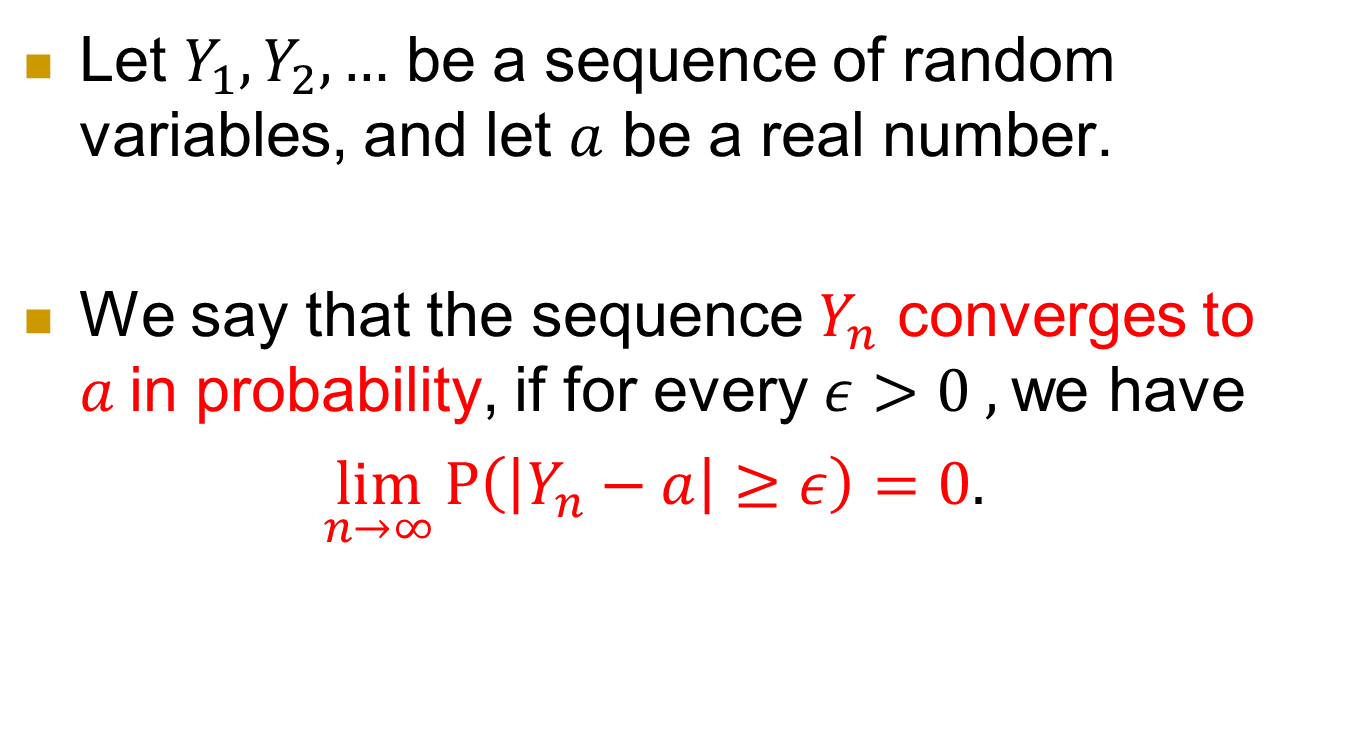 Let Y₁, Y₂, … be a sequence of random
variables, and let a be a real number.
We say that the sequence Yₙ converges to
a in probability, if for every ϵ > 0 , we have
lim P(|Yₙ − a| ≥ ϵ) = 0.
n→∞